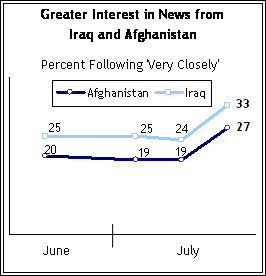 Greater Interest in News from
Iraq and Afghanistan
Percent Following 'Very Closely'
Afghanistan Iraq
33
25 25 24
27
20 19 19
June July